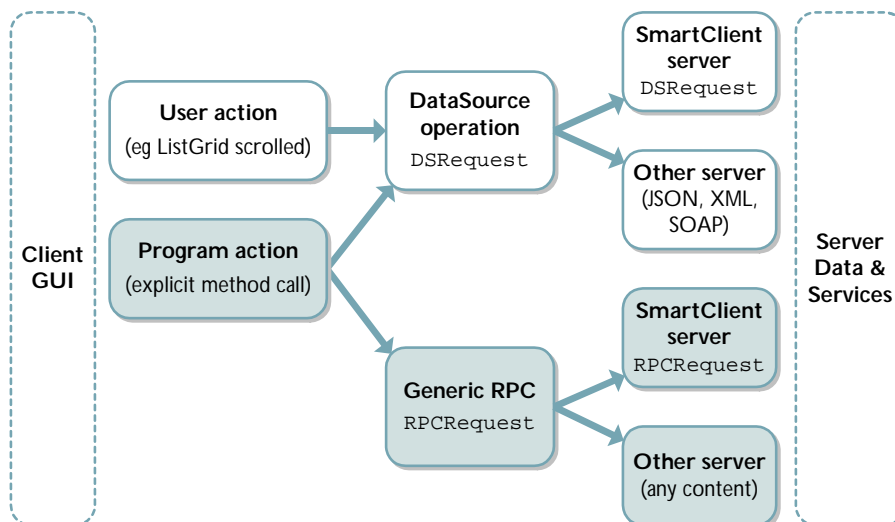 Client
GUI
User action
(eg ListGrid scrolled)
Program action
(explicit method call)
DataSource
operation
DSRequest
Generic RPC
RPCRequest
SmartClient
server
DSRequest
Other server
(JSON, XML,
SOAP)
SmartClient
server
RPCRequest
Other server
(any content)
Server
Data &
Services